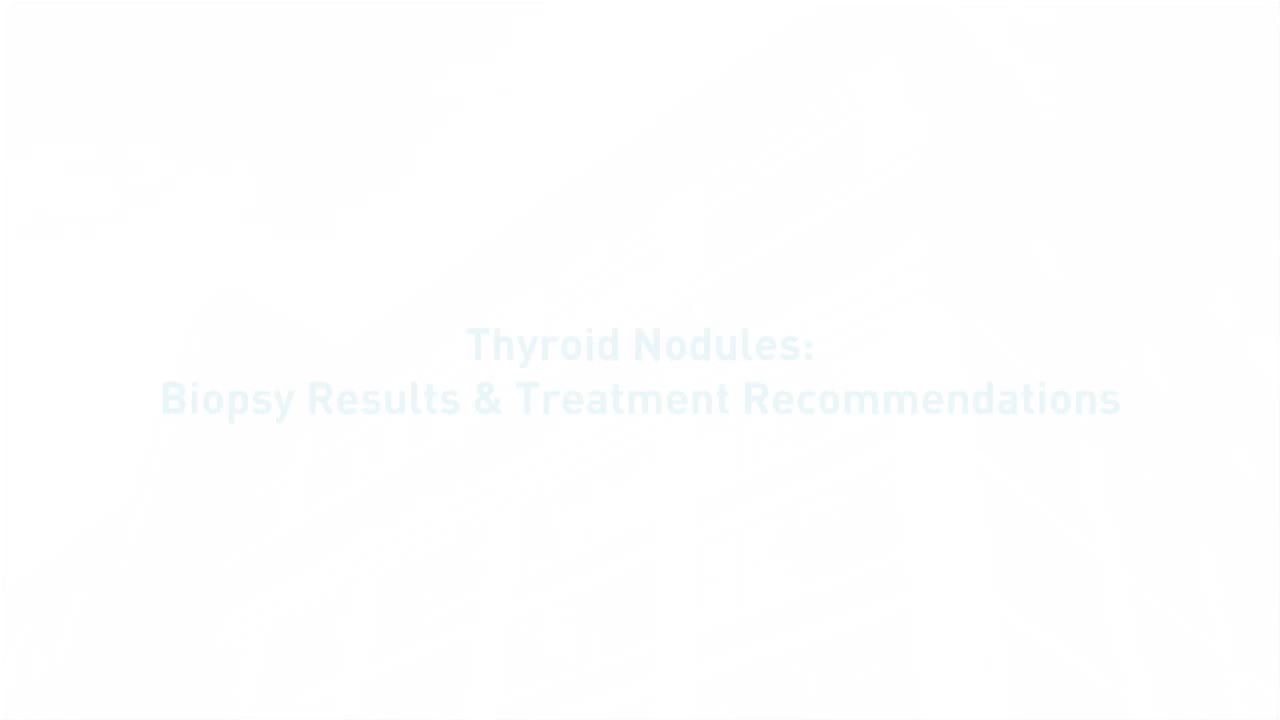 Thyroid Nodules:
Biopsy Results & Treatment Recommendations